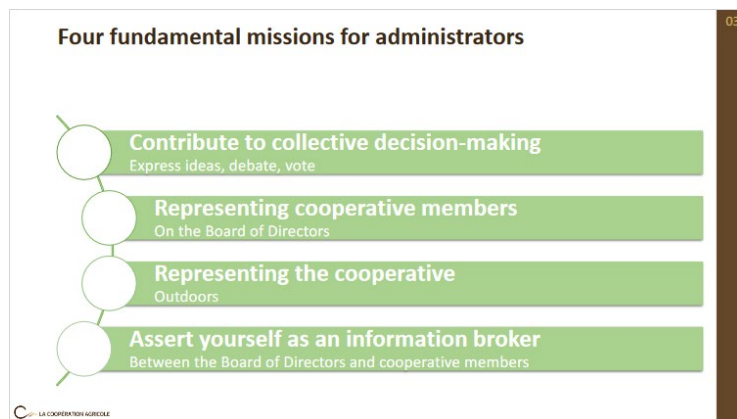 Four fundamental missions for administrators
03
Contribute to collective decision-making
Express ideas, debate, vote
Representing cooperative members
On the Board of Directors
Representing the cooperative
Outdoors
Assert yourself as an information broker
Between the Board of Directors and cooperative members
LA COOPÉRATION AGRICOLE